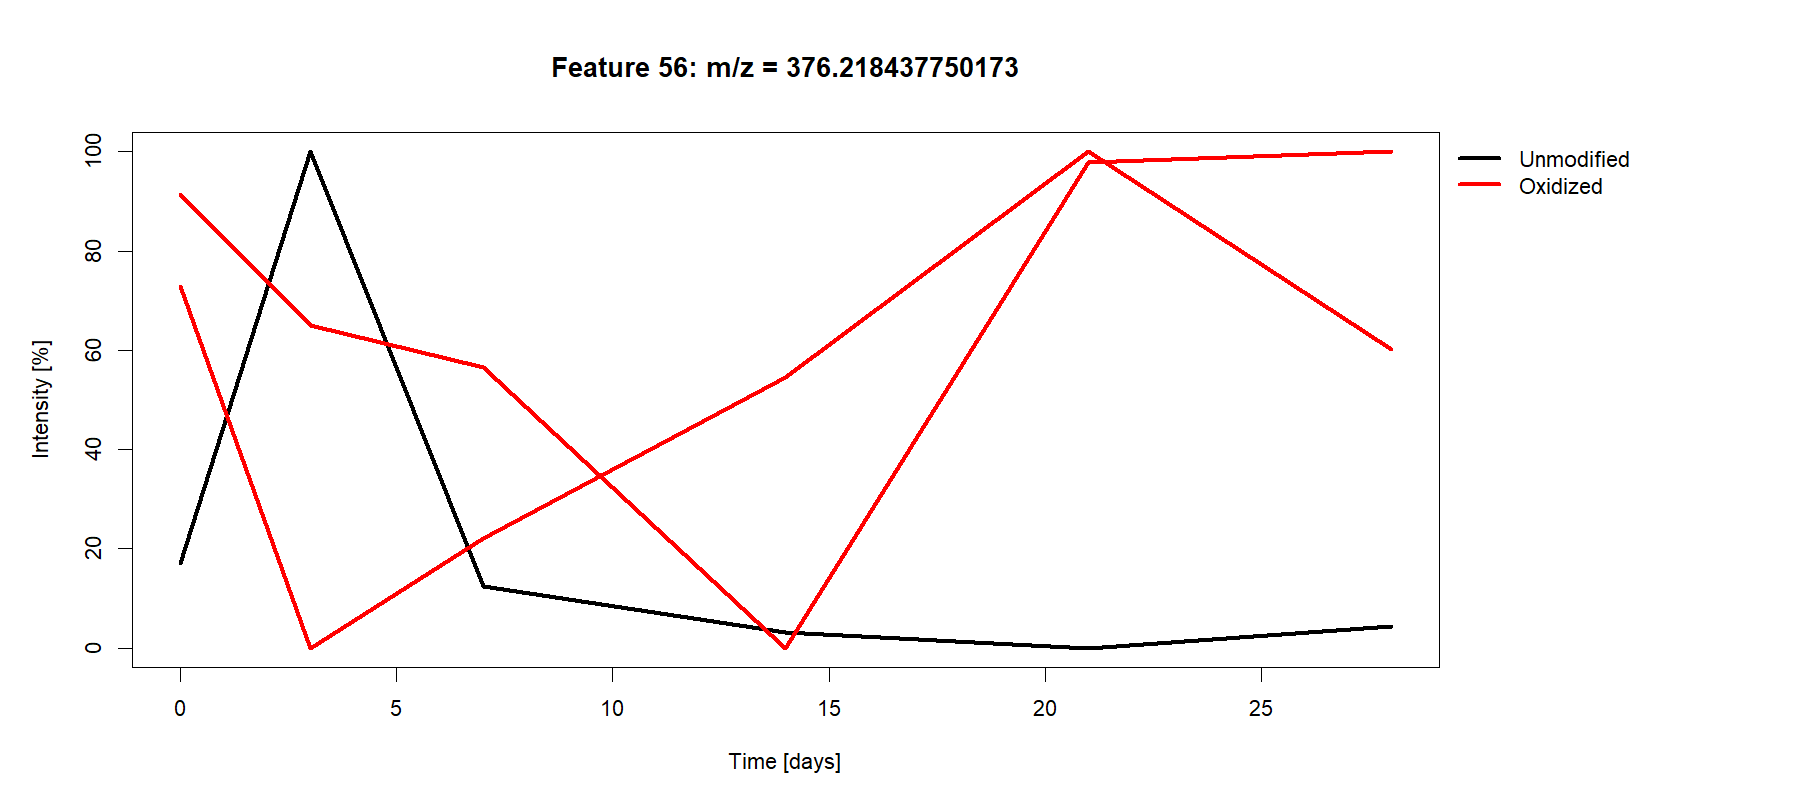 Feature 56: m/z = 376.218437750173
Unmodified
Oxidized
Intensity [%]
100
80
60
40
20
0
0 5 10 15 20 25
Time [days]